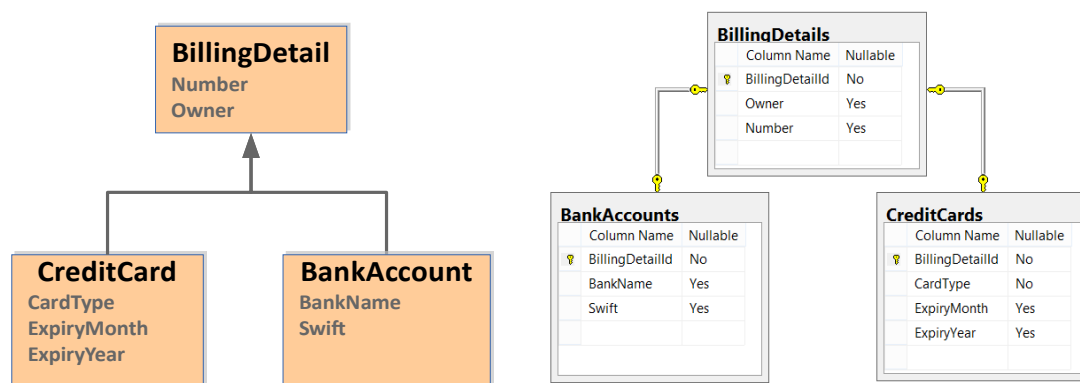 BillingDetail
Number
Owner
CreditCard
CardType
ExpiryMonth
ExpiryYear
BankAccount
BankName
Swift
BillingDetails
Column Name Nullable
BillingDetailId No
Owner Yes
Number Yes
BankAccounts
Column Name Nullable
BillingDetailId No
BankName Yes
Swift Yes
CreditCards
Column Name Nullable
BillingDetailId No
CardType No
ExpiryMonth Yes
ExpiryYear Yes